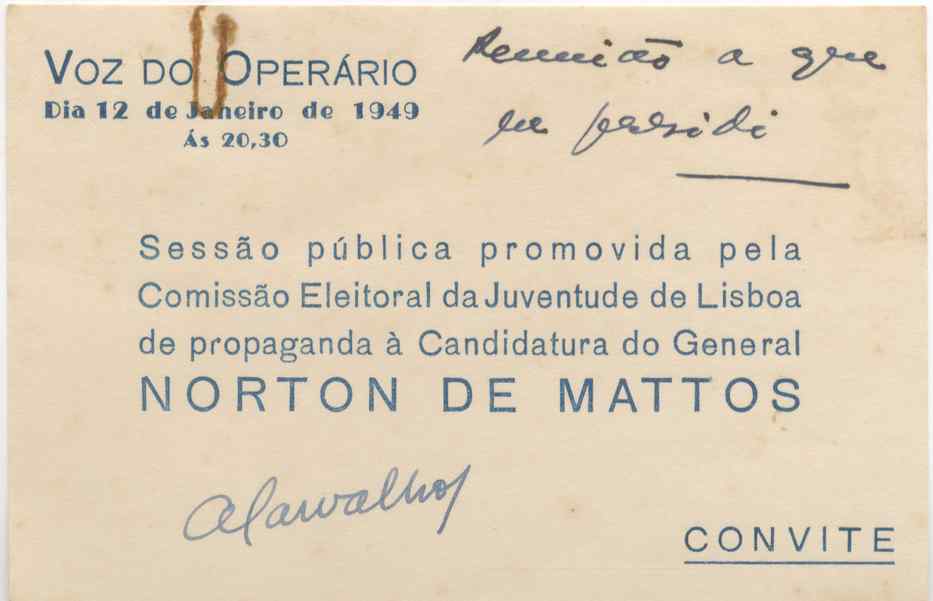 VOZ DO OPERÁRIO
Dia 12 de Janeiro de 1949
Ás 20,30
Reunião a que
eu presidi
Sessão pública promovida pela
Comissão Eleitoral da Juventude de Lisboa
de propaganda à Candidatura do General
NORTON DE MATTOS
ACarvalho
CONVITE